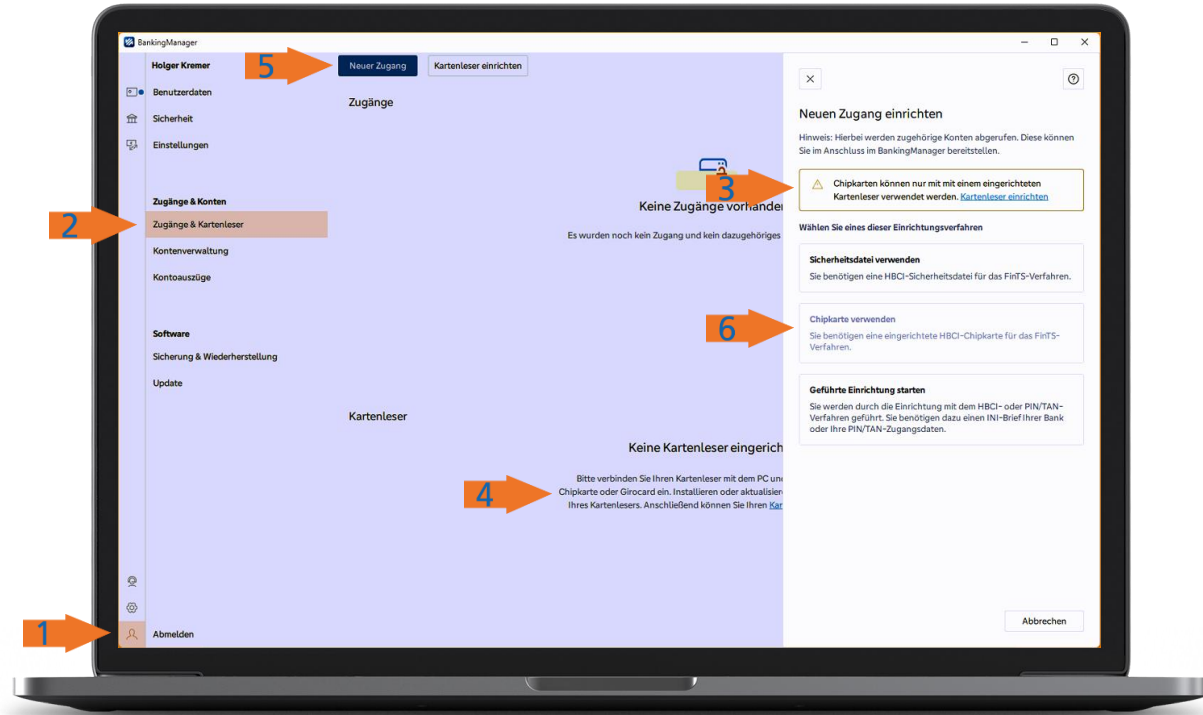 BankingManager
Holger Kremer
Benutzerdaten
Sicherheit
Einstellungen
Zugänge & Konten
Zugänge & Kartenleser
Kontenverwaltung
Kontoauszüge
Software
Sicherung & Wiederherstellung
Update
Abmelden
1
2
5
Neuer Zugang
Kartenleser einrichten
Zugänge
Keine Zugänge vorhanden
Es wurden noch kein Zugang und kein dazugehöriges
Kartenleser
Keine Kartenleser eingerich
4
Bitte verbinden Sie Ihren Kartenleser mit dem PC und
Chipkarte oder Girocard ein. Installieren oder aktualisier
Ihres Kartenlesers. Anschließend können Sie Ihren Kar
Neuen Zugang einrichten
Hinweis: Hierbei werden zugehörige Konten abgerufen. Diese können
Sie im Anschluss im BankingManager bereitstellen.
3
Chipkarten können nur mit mit einem eingerichteten
Kartenleser verwendet werden. Kartenleser einrichten
Wählen Sie eines dieser Einrichtungsverfahren
Sicherheitsdatei verwenden
Sie benötigen eine HBCI-Sicherheitsdatei für das FinTS-Verfahren.
6
Chipkarte verwenden
Sie benötigen eine eingerichtete HBCI-Chipkarte für das FinTS-
Verfahren.
Geführte Einrichtung starten
Sie werden durch die Einrichtung mit dem HBCI- oder PIN/TAN-
Verfahren geführt. Sie benötigen dazu einen INI-Brief Ihrer Bank
oder Ihre PIN/TAN-Zugangsdaten.
Abbrechen